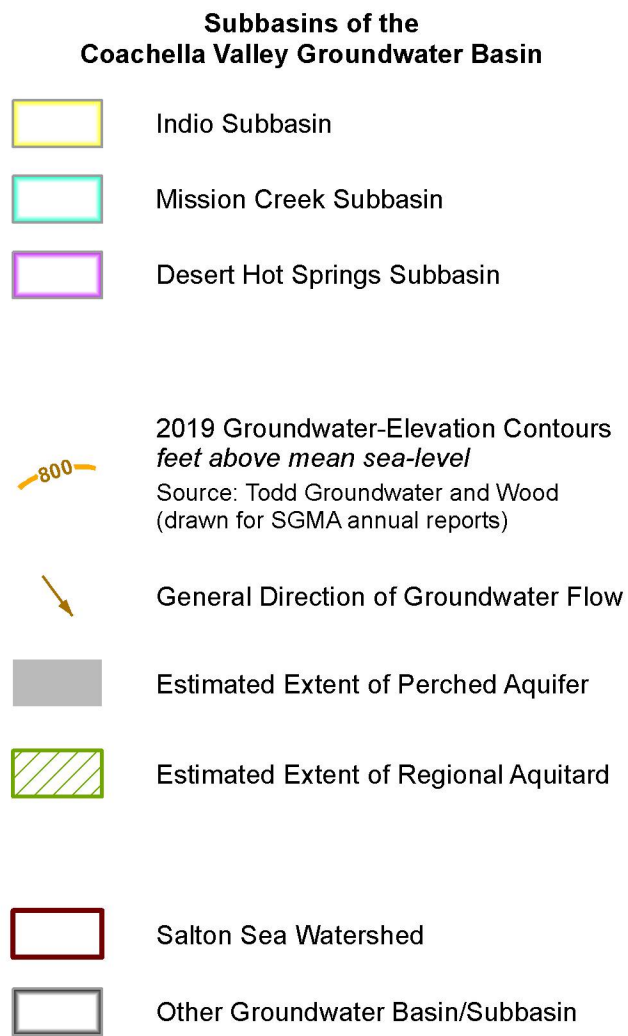 Subbasins of the
Coachella Valley Groundwater Basin
Indio Subbasin
Mission Creek Subbasin
Desert Hot Springs Subbasin
800
2019 Groundwater-Elevation Contours
feet above mean sea-level
Source: Todd Groundwater and Wood
(drawn for SGMA annual reports)
General Direction of Groundwater Flow
Estimated Extent of Perched Aquifer
Estimated Extent of Regional Aquitard
Salton Sea Watershed
Other Groundwater Basin/Subbasin